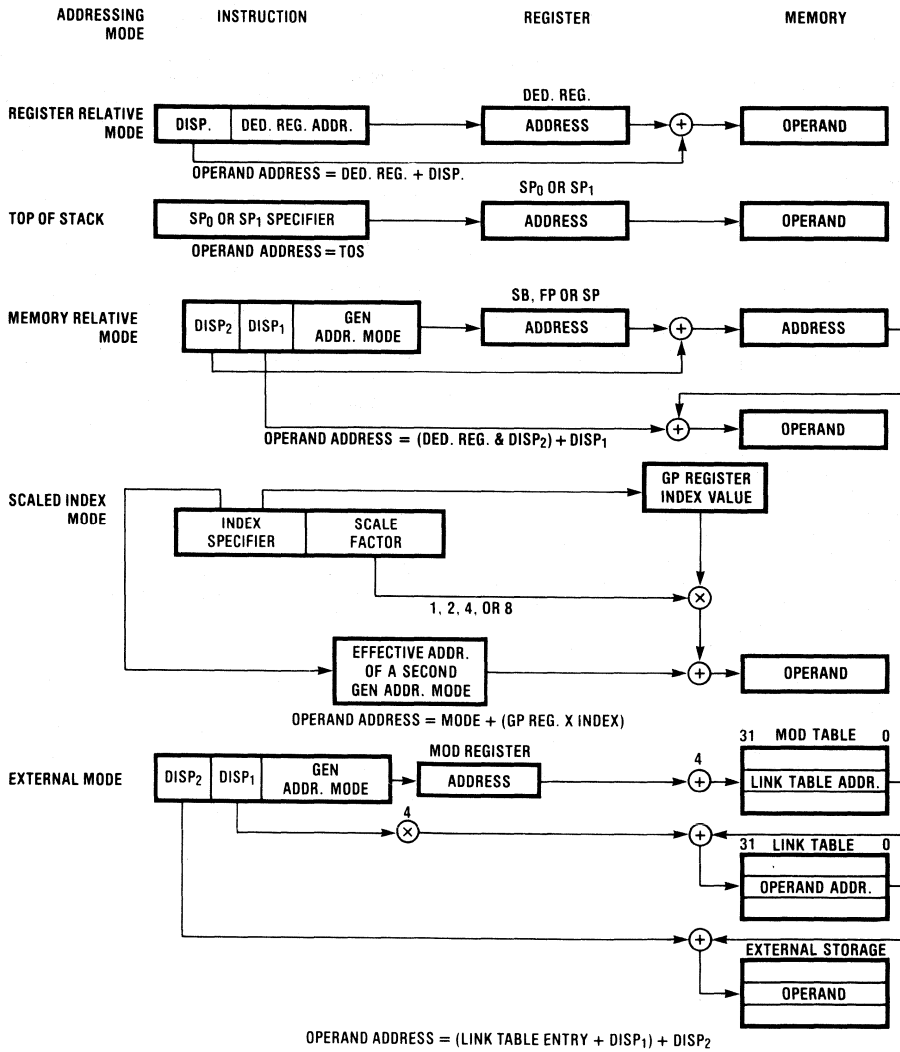 ADDRESSING MODE
INSTRUCTION
REGISTER
MEMORY
REGISTER RELATIVE MODE
DISP.
DED. REG. ADDR.
DED. REG.
ADDRESS
+
OPERAND
OPERAND ADDRESS = DED. REG. + DISP.
TOP OF STACK
SP0 OR SP1 SPECIFIER
SP0 OR SP1
ADDRESS
OPERAND
OPERAND ADDRESS = TOS
MEMORY RELATIVE MODE
DISP2
DISP1
GEN ADDR. MODE
SB, FP OR SP
ADDRESS
+
ADDRESS
+
OPERAND
OPERAND ADDRESS = (DED. REG. & DISP2) + DISP1
SCALED INDEX MODE
INDEX SPECIFIER
SCALE FACTOR
GP REGISTER INDEX VALUE
1, 2, 4, OR 8
×
EFFECTIVE ADDR. OF A SECOND GEN ADDR. MODE
+
OPERAND
OPERAND ADDRESS = MODE + (GP REG. X INDEX)
EXTERNAL MODE
DISP2
DISP1
GEN ADDR. MODE
MOD REGISTER
ADDRESS
4
+
31 MOD TABLE 0
LINK TABLE ADDR.
4
×
+
31 LINK TABLE 0
OPERAND ADDR.
+
EXTERNAL STORAGE
OPERAND
OPERAND ADDRESS = (LINK TABLE ENTRY + DISP1) + DISP2